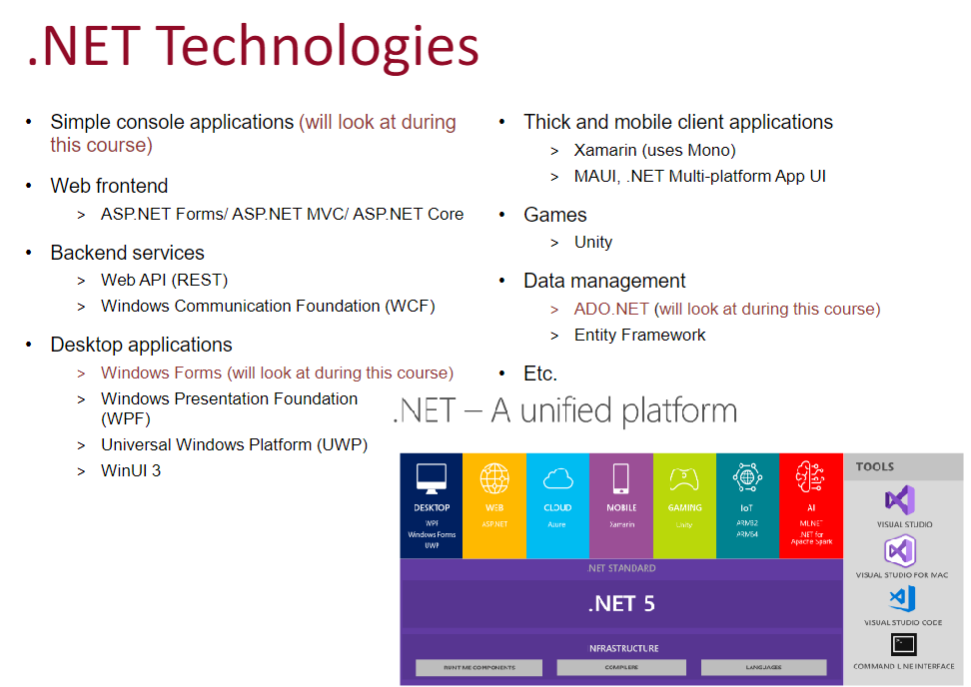 .NET Technologies
• Simple console applications (will look at during
this course)
• Web frontend
> ASP.NET Forms/ ASP.NET MVC/ ASP.NET Core
• Backend services
> Web API (REST)
> Windows Communication Foundation (WCF)
• Desktop applications
> Windows Forms (will look at during this course)
> Windows Presentation Foundation
(WPF)
> Universal Windows Platform (UWP)
> WinUI 3
• Thick and mobile client applications
> Xamarin (uses Mono)
> MAUI, .NET Multi-platform App UI
• Games
> Unity
• Data management
> ADO.NET (will look at during this course)
> Entity Framework
• Etc.
.NET – A unified platform
DESKTOP
WPF
Windows Forms
UWP
WEB
ASP.NET
CLOUD
Azure
MOBILE
Xamarin
GAMING
Unity
IoT
ARM32
ARM64
AI
ML.NET
.NET for
Apache Spark
.NET STANDARD
.NET 5
INFRASTRUCTURE
RUNTIME COMPONENTS
COMPILERS
LANGUAGES
TOOLS
VISUAL STUDIO
VISUAL STUDIO FOR MAC
VISUAL STUDIO CODE
COMMAND LINE INTERFACE